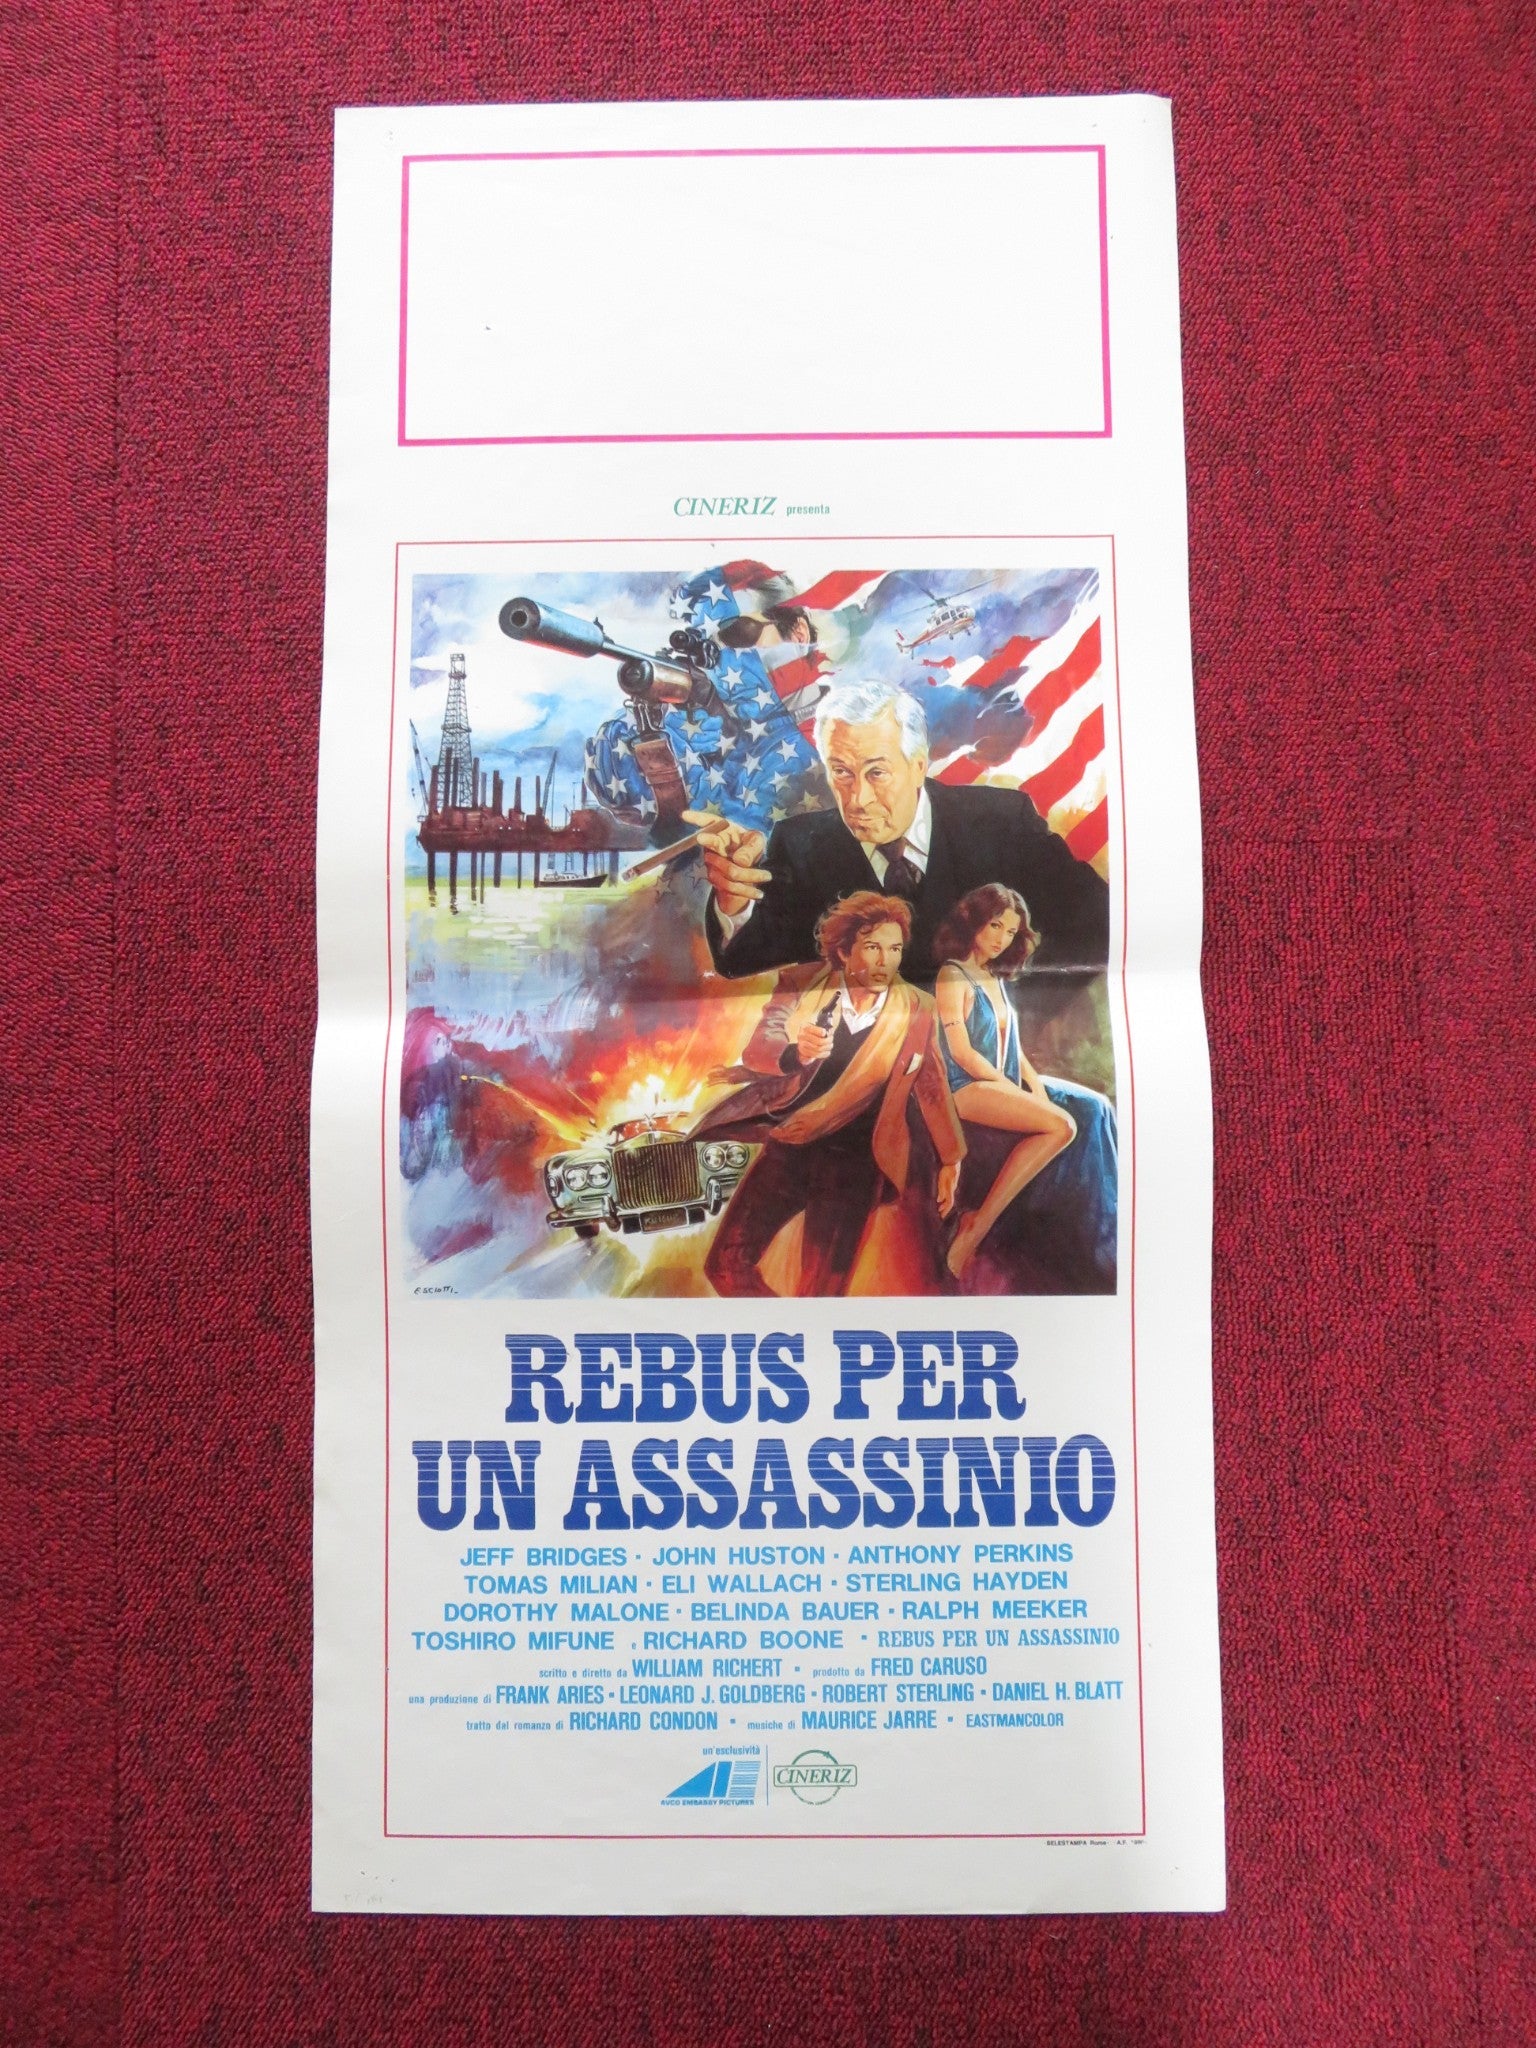 CINERIZ presenta
E SCIOTTI
REBUS PER
UN ASSASSINIO
JEFF BRIDGES · JOHN HUSTON · ANTHONY PERKINS
TOMAS MILIAN · ELI WALLACH · STERLING HAYDEN
DOROTHY MALONE · BELINDA BAUER · RALPH MEEKER
TOSHIRO MIFUNE e RICHARD BOONE · REBUS PER UN ASSASSINIO
scritto e diretto da WILLIAM RICHERT · prodotto da FRED CARUSO
una produzione di FRANK ARIES · LEONARD J. GOLDBERG · ROBERT STERLING · DANIEL H. BLATT
tratto dal romanzo di RICHARD CONDON · musiche di MAURICE JARRE · EASTMANCOLOR
un'esclusività
AVCO EMBASSY PICTURES
CINERIZ
BELESTAMPA Roma